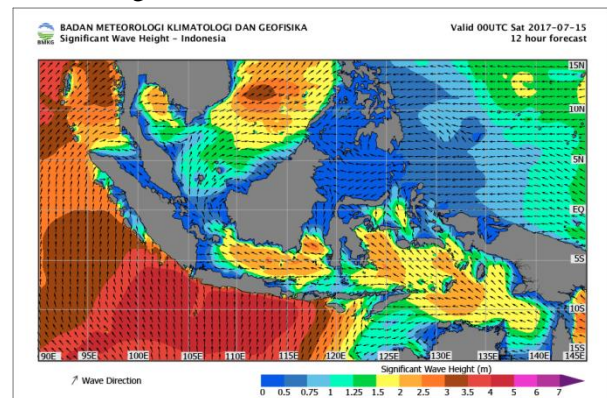 BADAN METEOROLOGI KLIMATOLOGI DAN GEOFISIKA
Significant Wave Height - Indonesia
BMKG
Valid 00UTC Sat 2017-07-15
12 hour forecast
15N
10N
5N
EQ
5S
10S
15S
90E 95E 100E 105E 110E 115E 120E 125E 130E 135E 140E 145E
Wave Direction
Significant Wave Height (m)
0 0.5 0.75 1 1.25 1.5 2 2.5 3 3.5 4 5 6 7